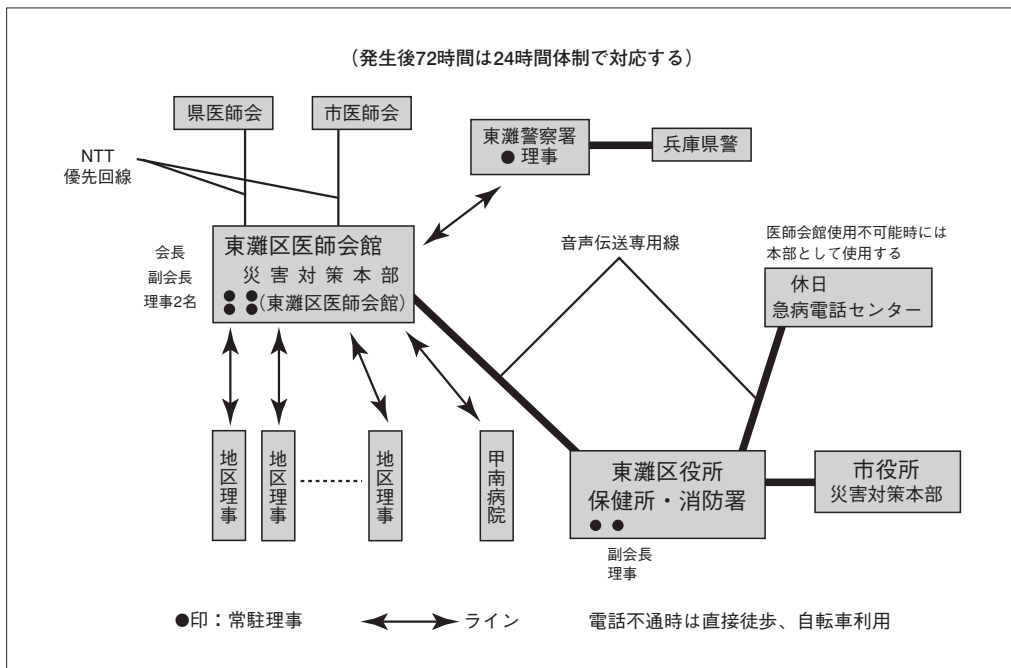 （発生後72時間は24時間体制で対応する）
県医師会
市医師会
東灘警察署
●理事
兵庫県警
NTT
優先回線
会長
副会長
理事2名
東灘区医師会館
災害対策本部
(東灘区医師会館)
音声伝送専用線
医師会館使用不可能時には
本部として使用する
休日
急病電話センター
地区理事
地区理事
地区理事
甲南病院
東灘区役所
保健所・消防署
副会長
理事
市役所
災害対策本部
●印：常駐理事
ライン
電話不通時は直接徒歩、自転車利用